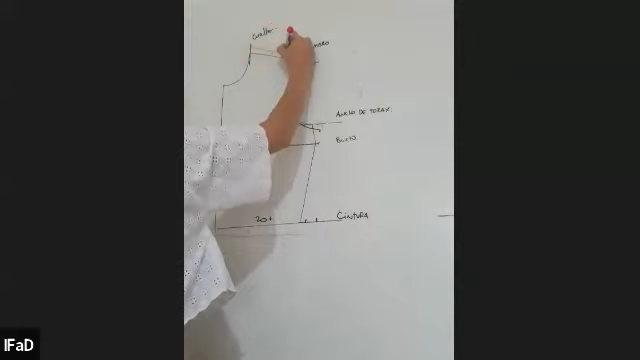 Cuello.
ANCHO DE TORAX.
BUSTO.
20+
CINTURA
IFaD